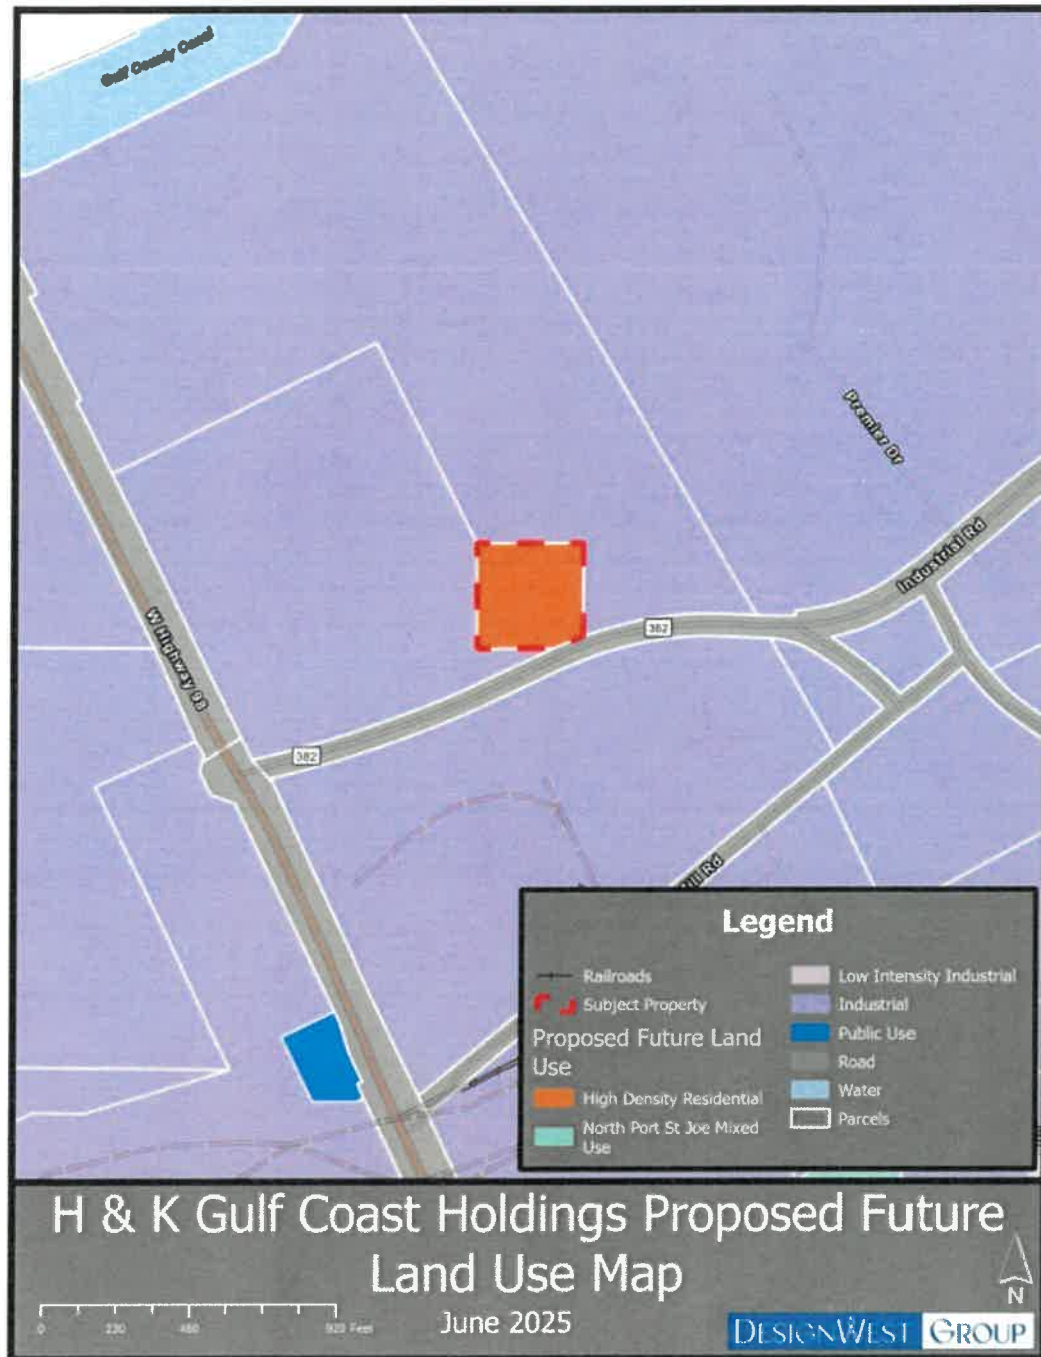 Gulf County Canal
Premier Dr
Industrial Rd
382
W Highway 98
382
Mill Rd
Legend
Railroads
Subject Property
Proposed Future Land
Use
High Density Residential
North Port St Joe Mixed
Use
Low Intensity Industrial
Industrial
Public Use
Road
Water
Parcels
H & K Gulf Coast Holdings Proposed Future
Land Use Map
June 2025
0 230 460 920 Feet
N
DESIGNWEST GROUP